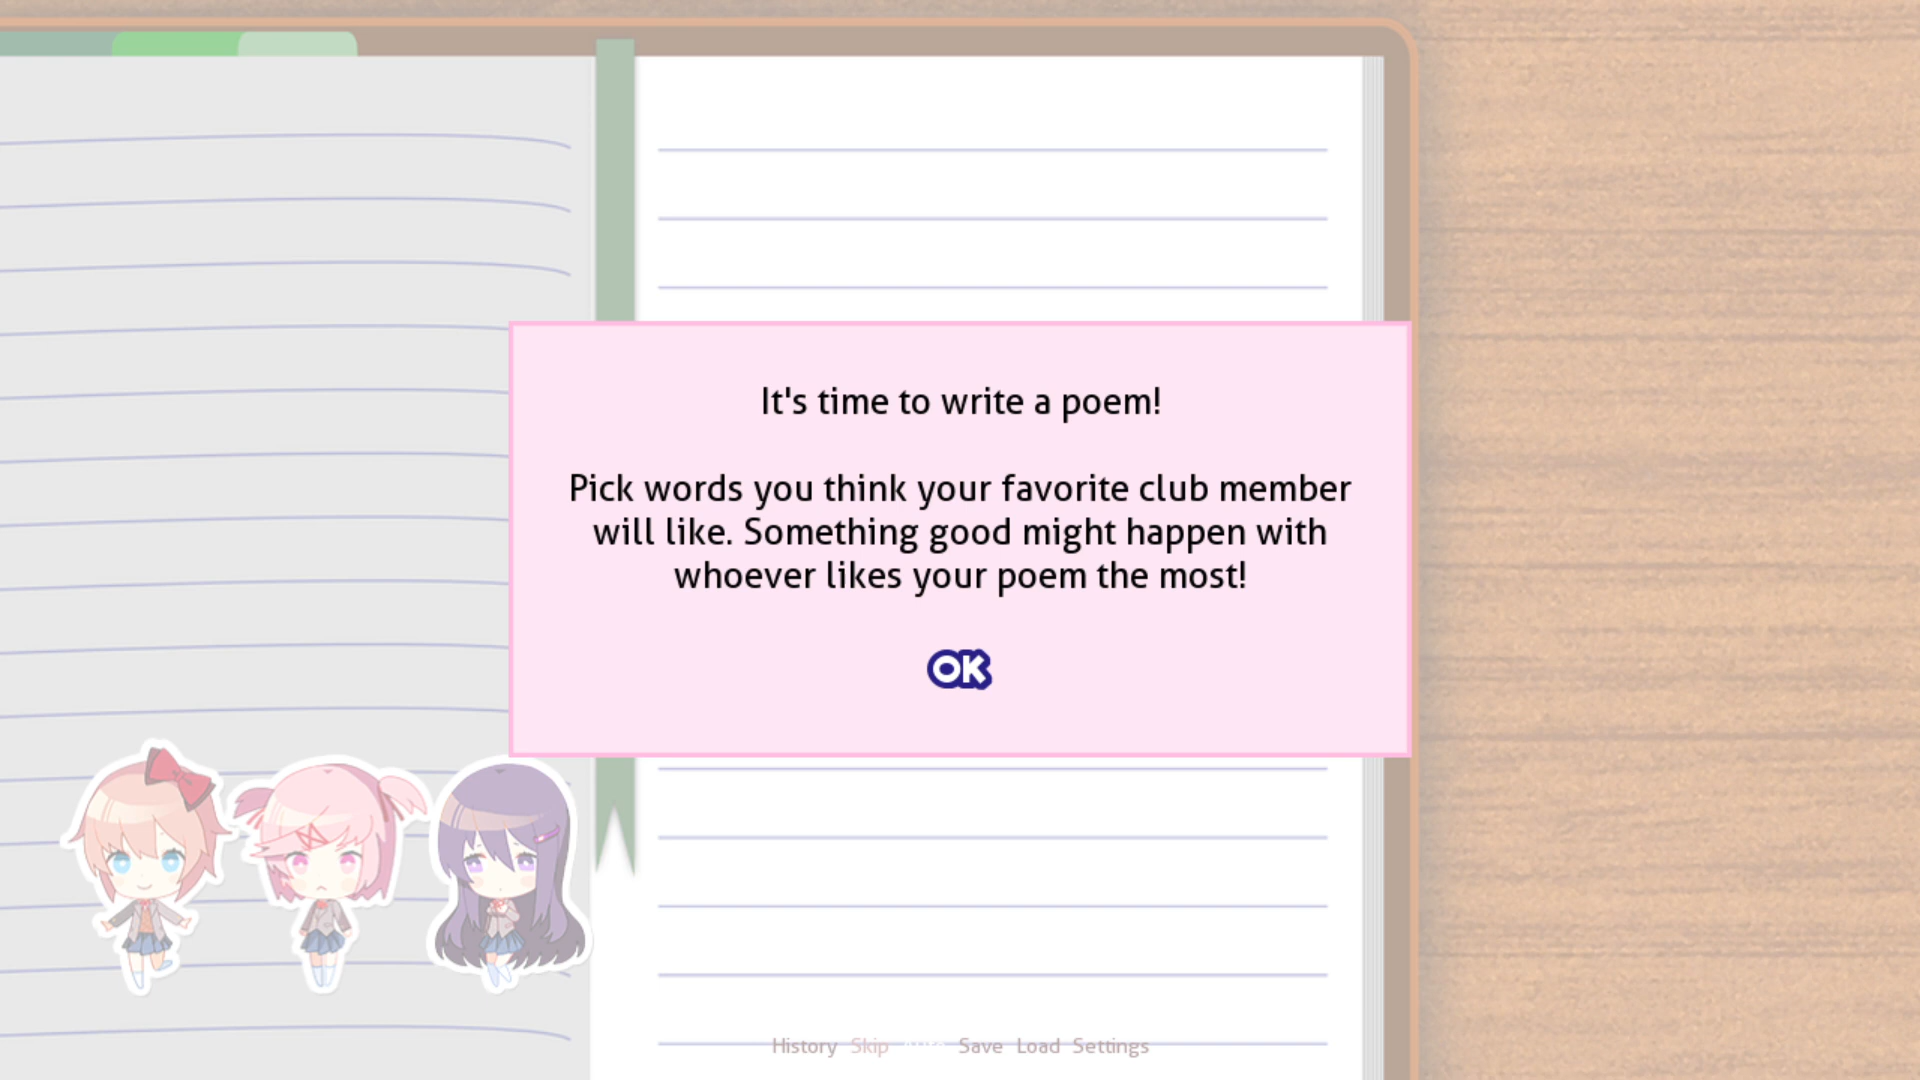 It's time to write a poem!
Pick words you think your favorite club member
will like. Something good might happen with
whoever likes your poem the most!
OK
History Skip Auto Save Load Settings